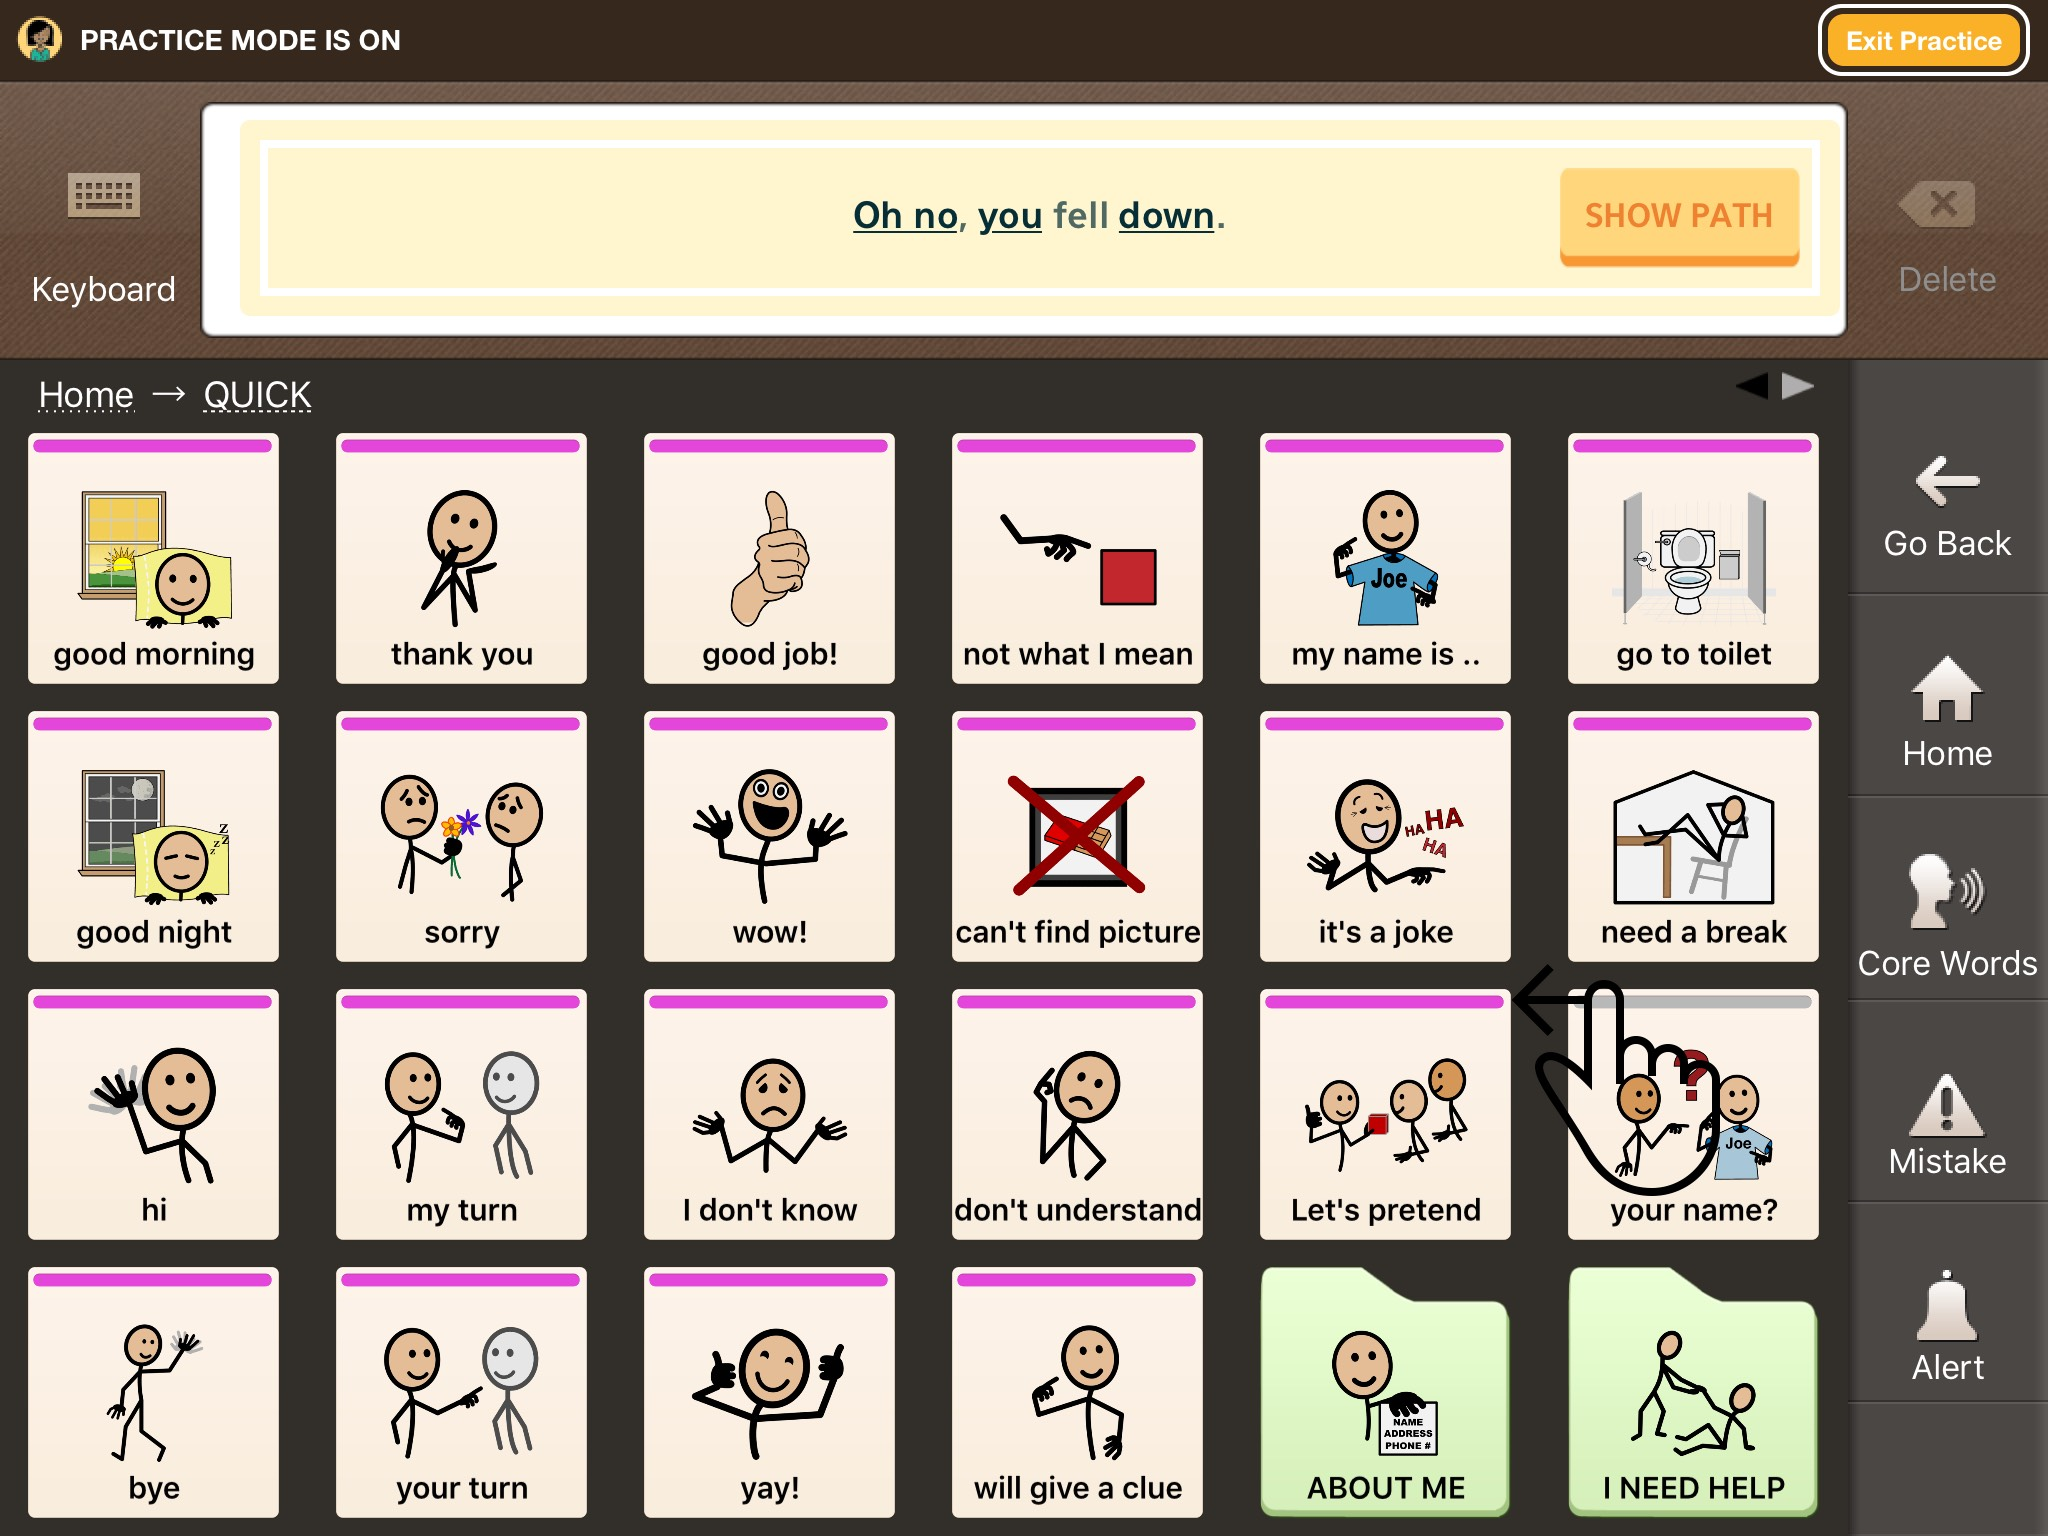 PRACTICE MODE IS ON
Exit Practice
Keyboard
Oh no, you fell down.
SHOW PATH
Delete
Home → QUICK
good morning
thank you
good job!
not what I mean
Joe
my name is ..
go to toilet
Go Back
good night
z z z z
sorry
wow!
can't find picture
HA HA HA
it's a joke
need a break
Home
Core Words
hi
my turn
I don't know
don't understand
Let's pretend
?
Joe
your name?
Mistake
bye
your turn
yay!
will give a clue
NAME
ADDRESS
PHONE #
ABOUT ME
I NEED HELP
Alert